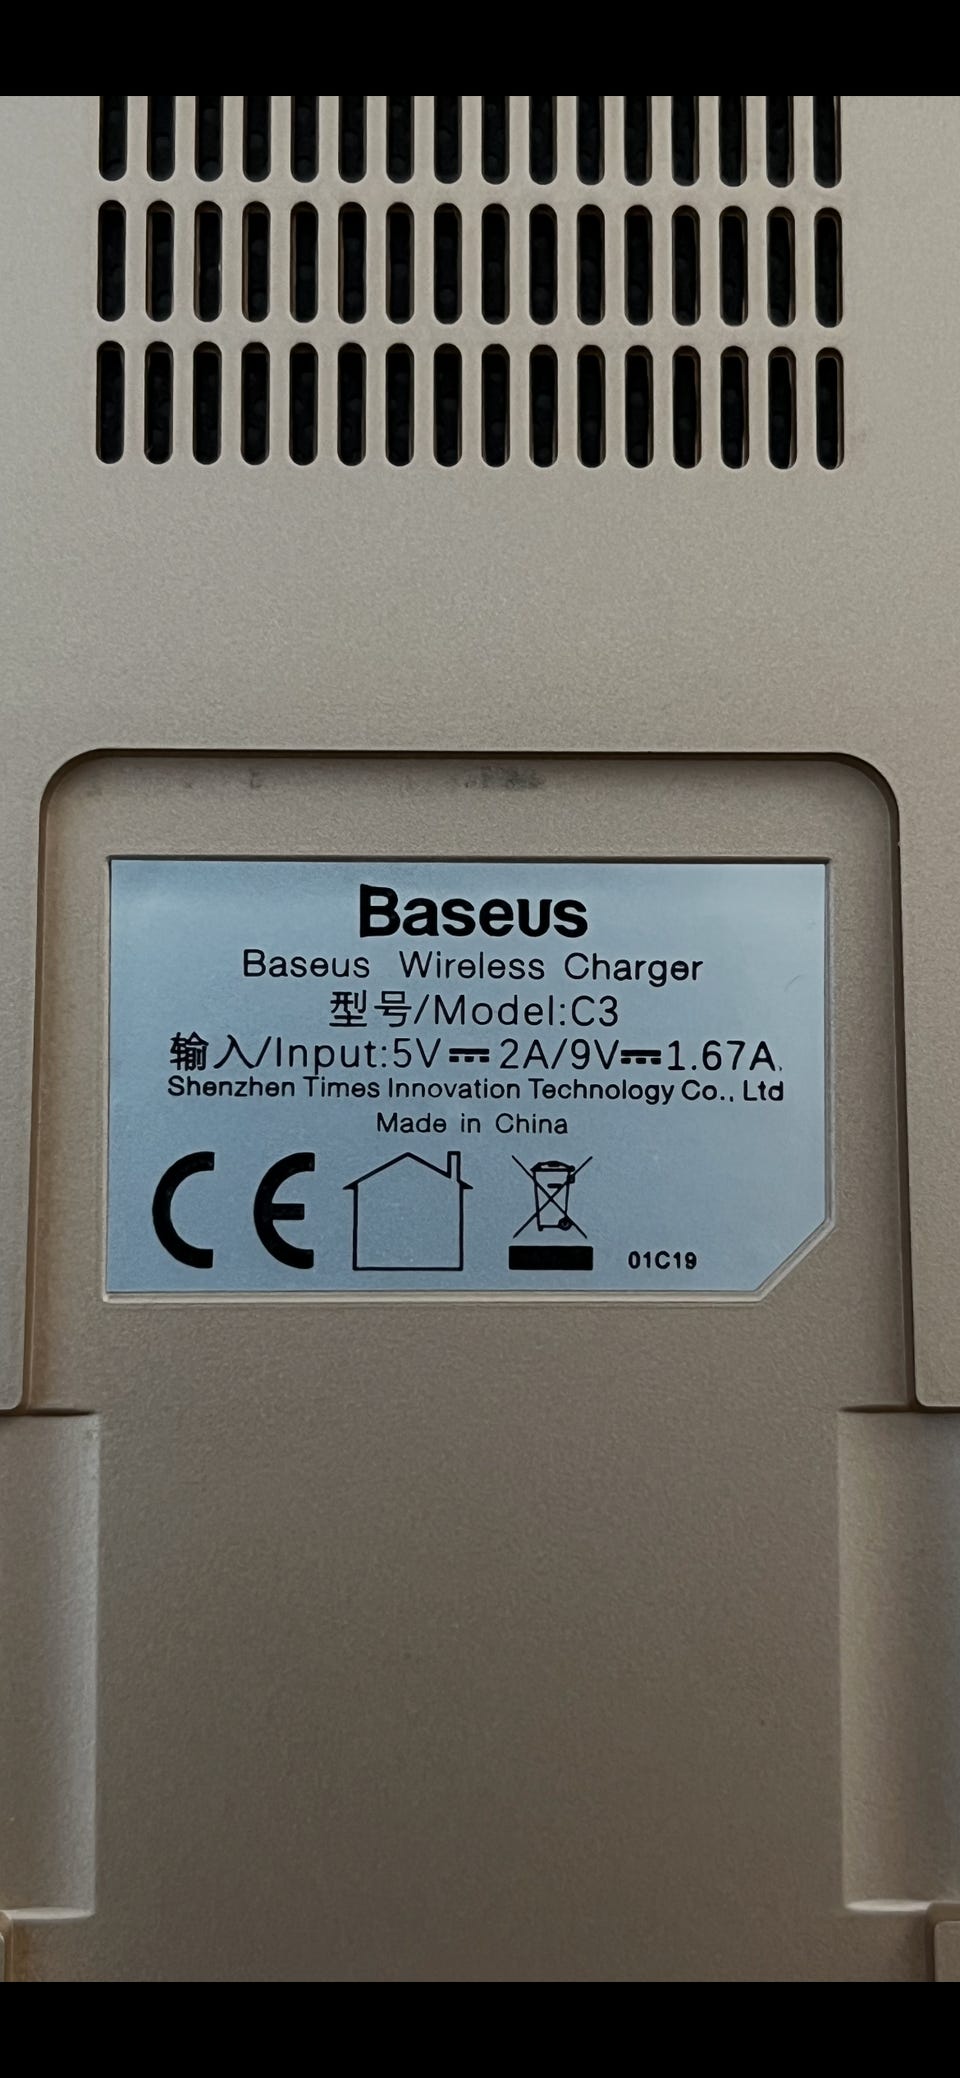 Baseus
Baseus Wireless Charger
型号/Model:C3
输入/Input:5V⎓2A/9V⎓1.67A
Shenzhen Times Innovation Technology Co., Ltd
Made in China
CE
01C19